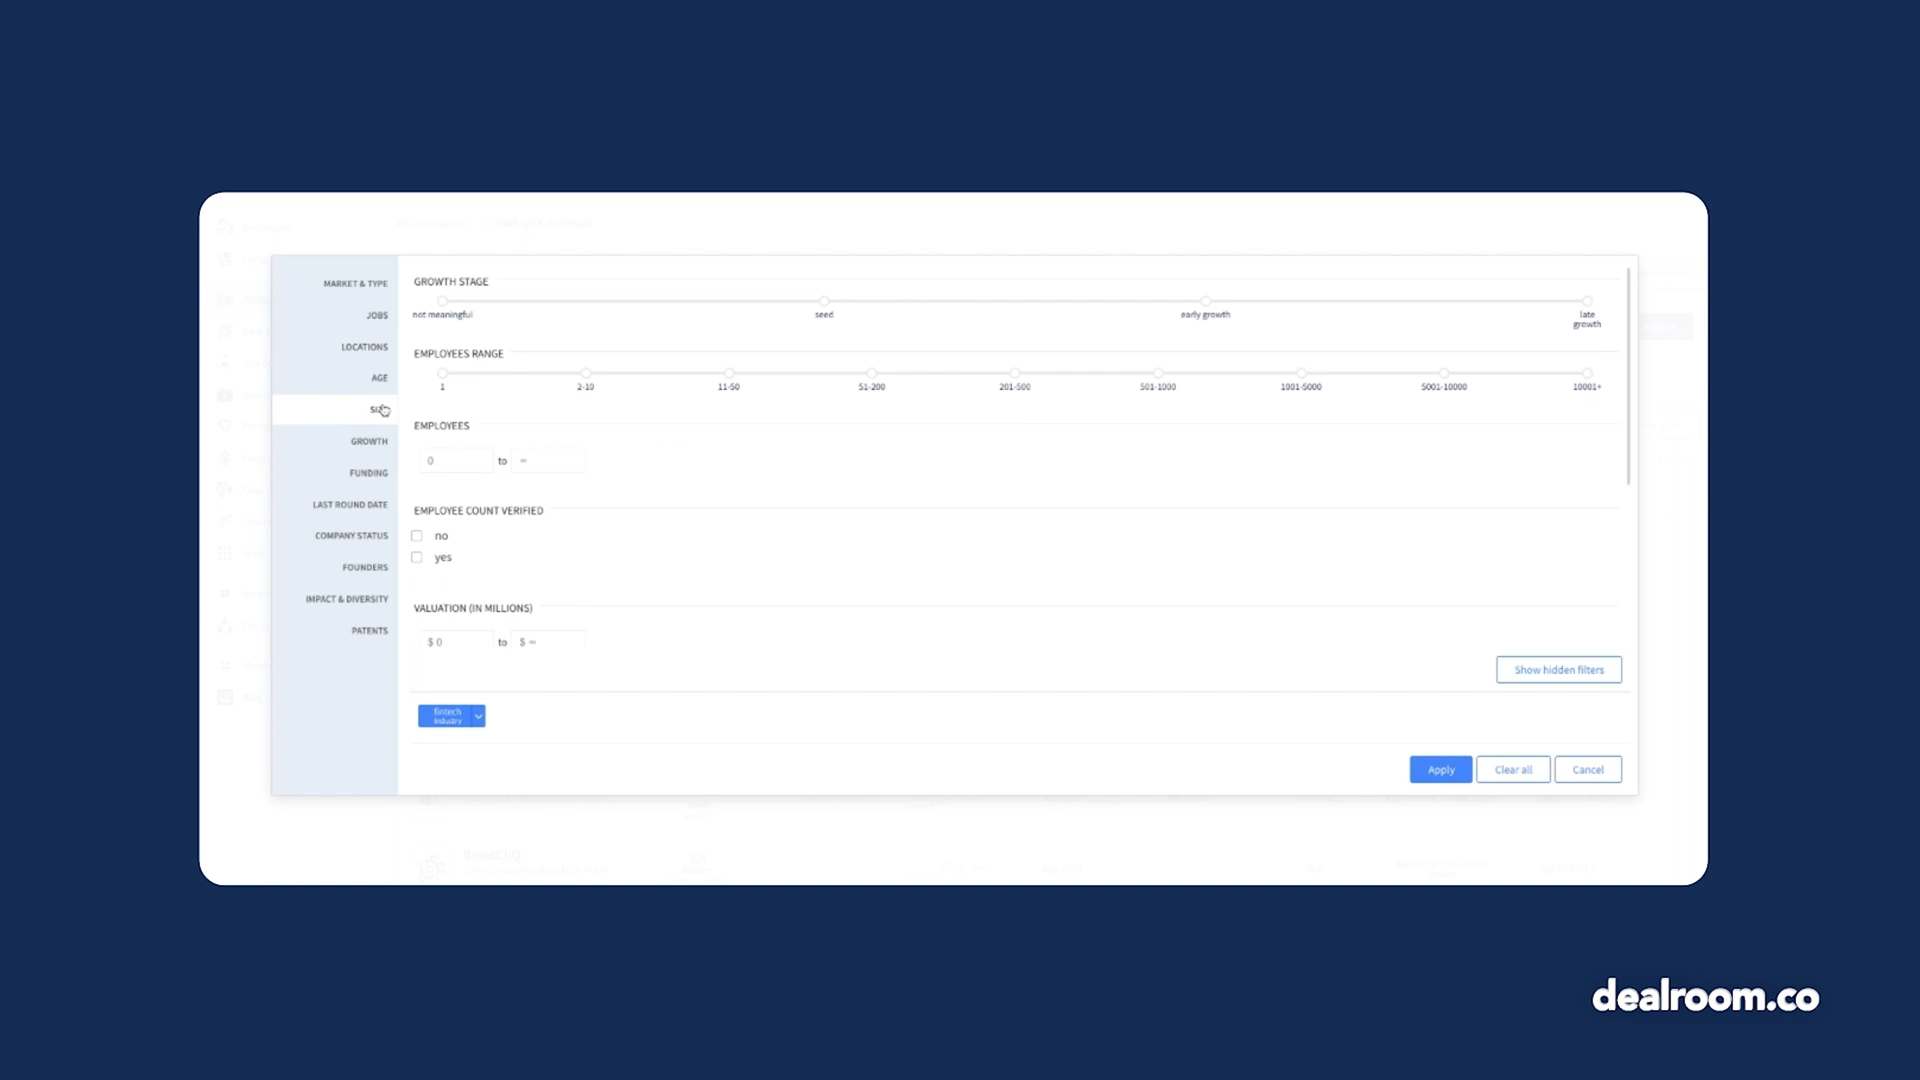 MARKET & TYPE
JOBS
LOCATIONS
AGE
GROWTH
FUNDING
LAST ROUND DATE
COMPANY STATUS
FOUNDERS
IMPACT & DIVERSITY
PATENTS
GROWTH STAGE
not meaningful seed early growth late
growth
EMPLOYEES RANGE
1 2-10 11-50 51-200 201-500 501-1000 1001-5000 5001-10000 10001+
EMPLOYEES
0 to ∞
EMPLOYEE COUNT VERIFIED
no
yes
VALUATION (IN MILLIONS)
$ 0 to $ ∞
Show hidden filters
fintech
industry
Apply Clear all Cancel
dealroom.co